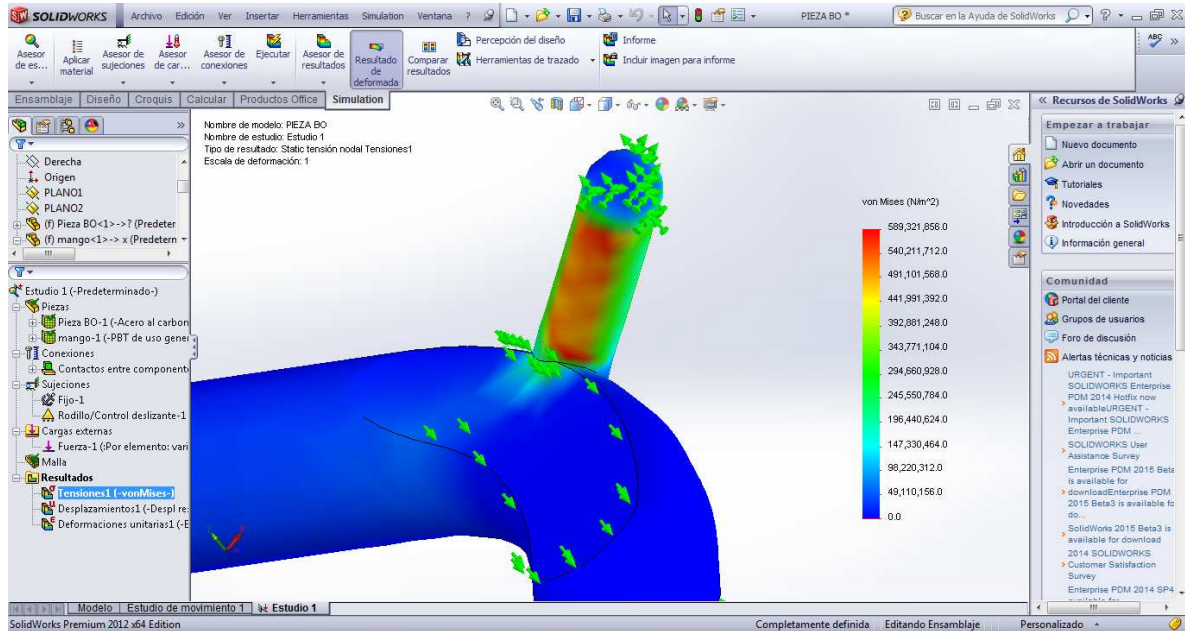 SOLIDWORKS Archivo Edición Ver Insertar Herramientas Simulation Ventana ? PIEZA BO * Buscar en la Ayuda de SolidWorks
Asesor de es...
Aplicar material
Asesor de sujeciones
Asesor de car...
Asesor de conexiones
Ejecutar
Asesor de resultados
Resultado de deformada
Comparar resultados
Percepción del diseño
Herramientas de trazado
Informe
Incluir imagen para informe
ABC
Ensamblaje Diseño Croquis Calcular Productos Office Simulation
Derecha
Origen
PLANO1
PLANO2
(f) Pieza BO<1>->? (Predeter
(f) mango<1>-> x (Predetern
Estudio 1 (-Predeterminado-)
Piezas
Pieza BO-1 (-Acero al carbon
mango-1 (-PBT de uso gener
Conexiones
Contactos entre component
Sujeciones
Fijo-1
Rodillo/Control deslizante-1
Cargas externas
Fuerza-1 (:Por elemento: vari
Malla
Resultados
Tensiones1 (-vonMises-)
Desplazamientos1 (-Despl re
Deformaciones unitarias1 (-E
Nombre de modelo: PIEZA BO
Nombre de estudio: Estudio 1
Tipo de resultado: Static tensión nodal Tensiones1
Escala de deformación: 1
von Mises (N/m^2)
589,321,856.0
540,211,712.0
491,101,568.0
441,991,392.0
392,881,248.0
343,771,104.0
294,660,928.0
245,550,784.0
196,440,624.0
147,330,464.0
98,220,312.0
49,110,156.0
0.0
Recursos de SolidWorks
Empezar a trabajar
Nuevo documento
Abrir un documento
Tutoriales
Novedades
Introducción a SolidWorks
Información general
Comunidad
Portal del cliente
Grupos de usuarios
Foro de discusión
Alertas técnicas y noticias
URGENT - Important
SOLIDWORKS Enterprise
PDM 2014 Hotfix now
availableURGENT -
Important SOLIDWORKS
Enterprise PDM ...
SOLIDWORKS User
Assistance Survey
Enterprise PDM 2015 Beta
is available for
downloadEnterprise PDM
2015 Beta3 is available fo
do...
SolidWorks 2015 Beta3 is
available for download
2014 SOLIDWORKS
Customer Satisfaction
Survey
Enterprise PDM 2014 SP4
Modelo Estudio de movimiento 1 Estudio 1
SolidWorks Premium 2012 x64 Edition Completamente definida Editando Ensamblaje Personalizado